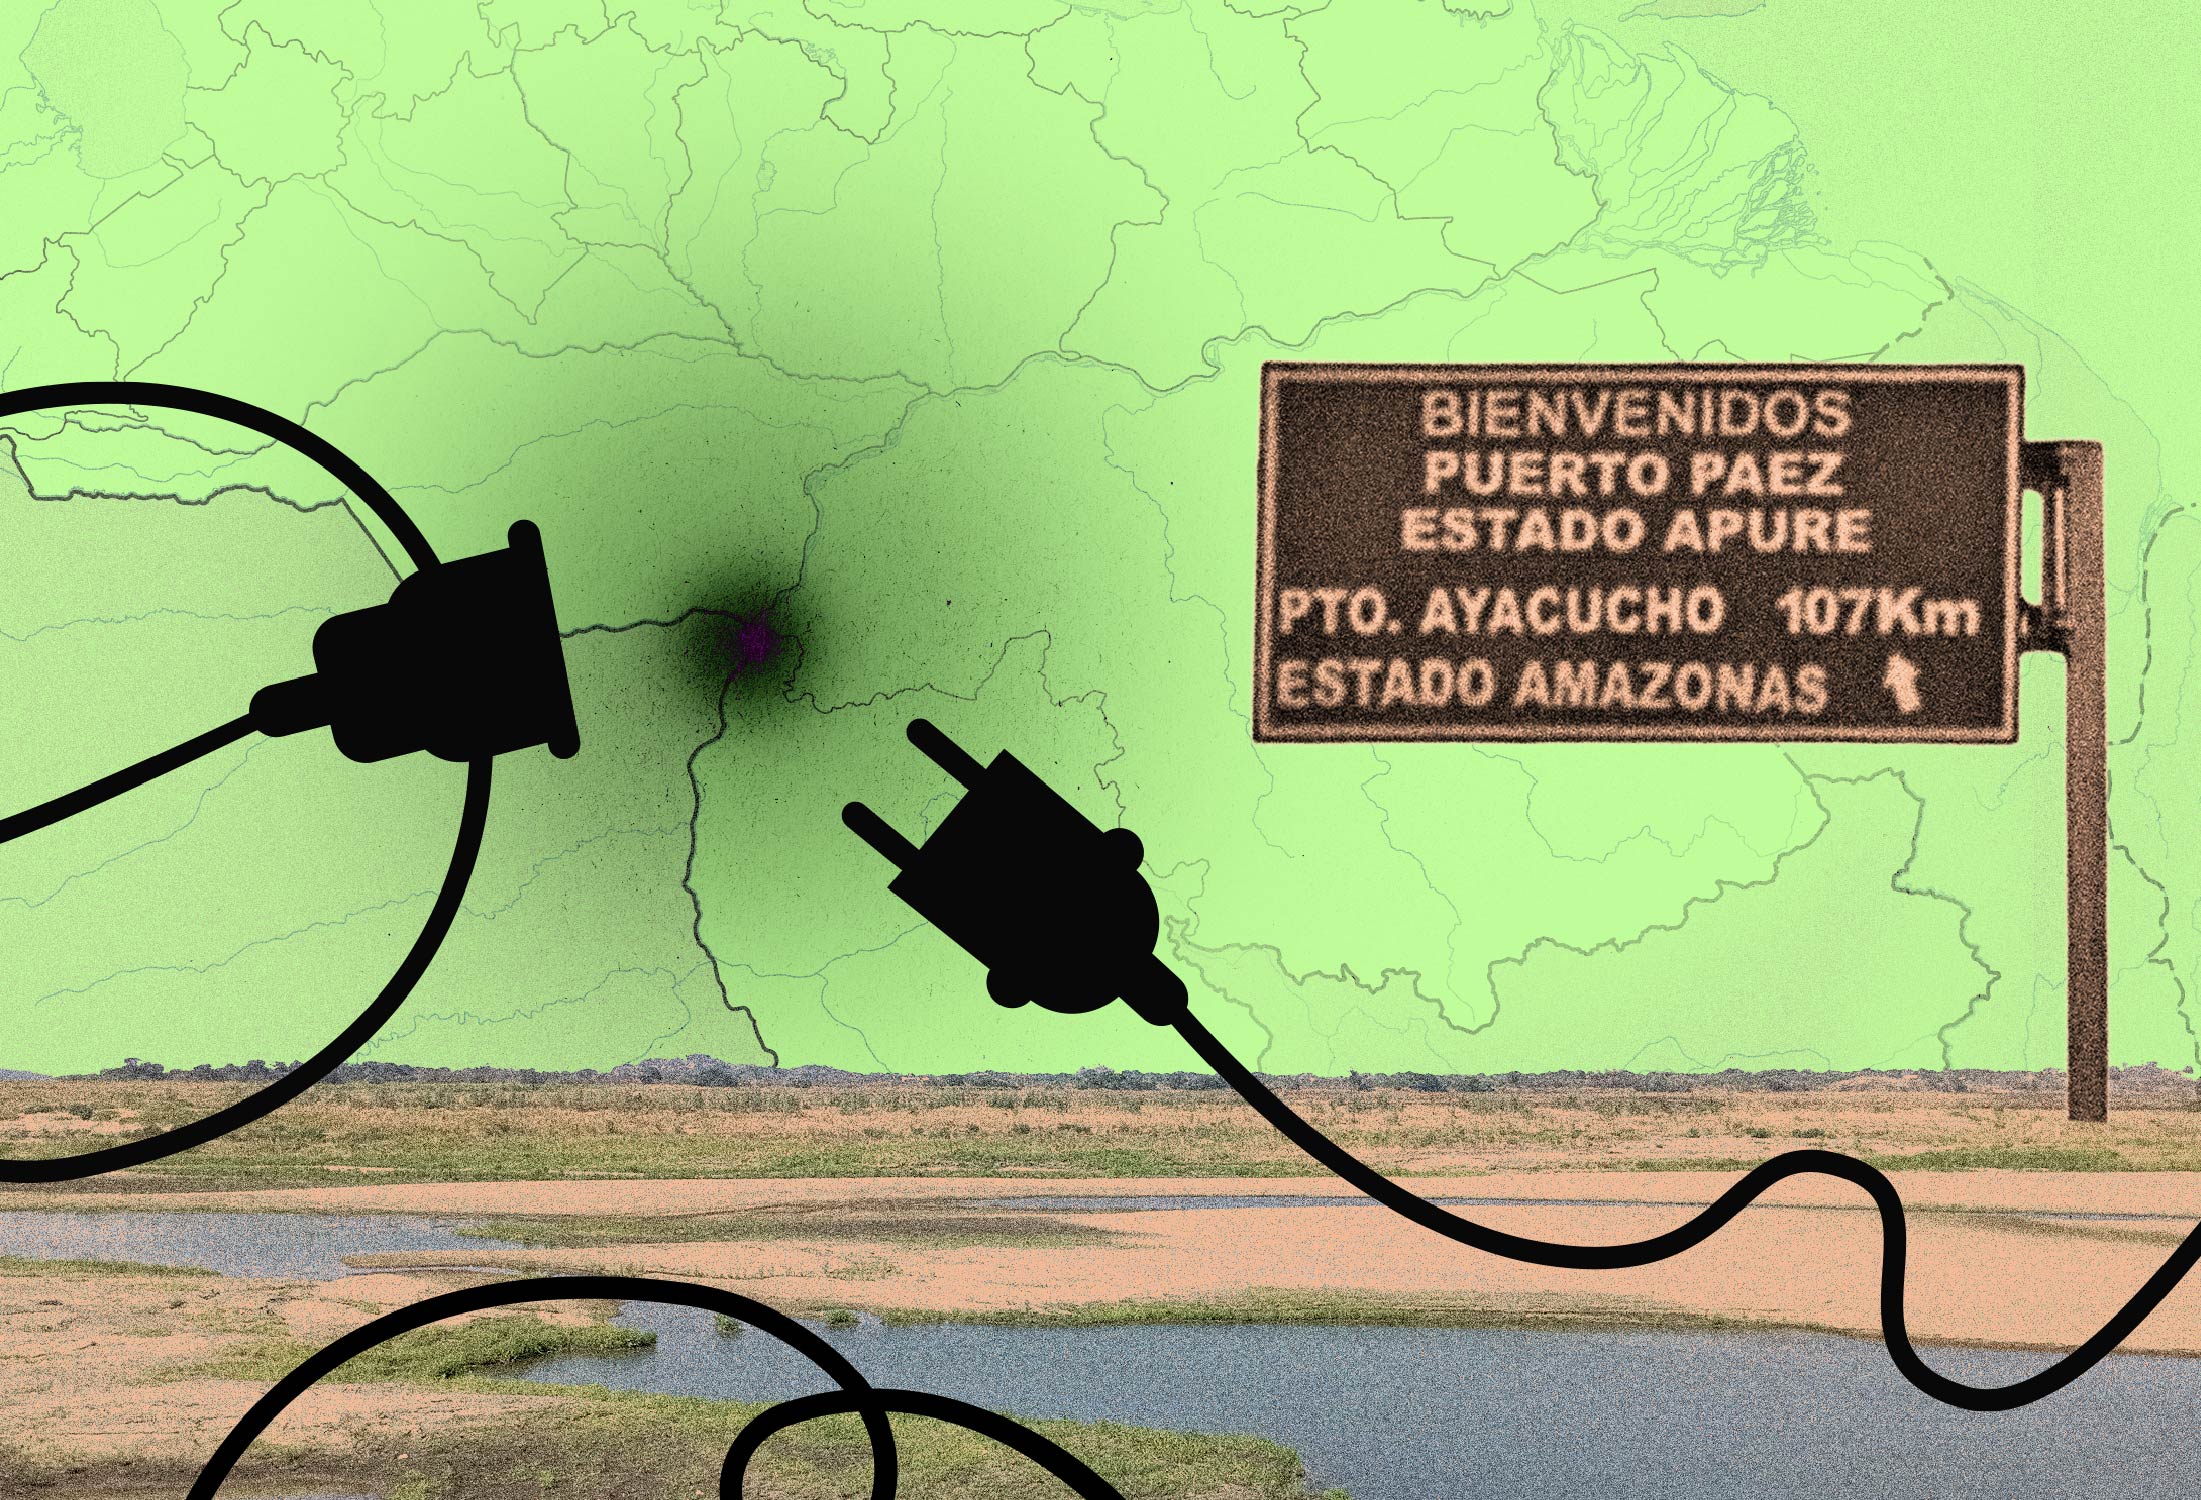 BIENVENIDOS
PUERTO PAEZ
ESTADO APURE
PTO. AYACUCHO 107Km
ESTADO AMAZONAS